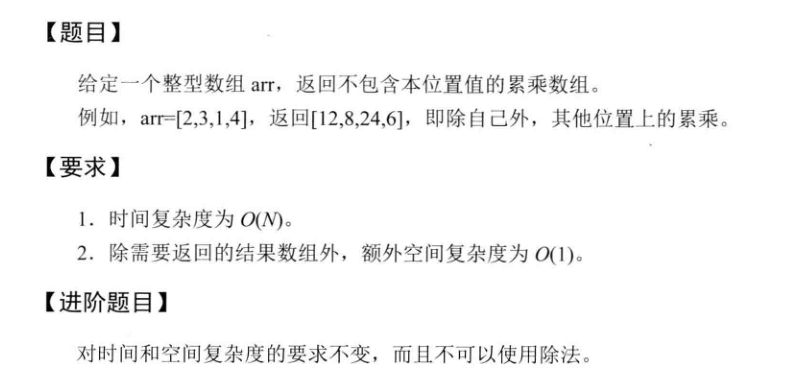 【题目】
给定一个整型数组 arr，返回不包含本位置值的累乘数组。
例如，arr=[2,3,1,4]，返回[12,8,24,6]，即除自己外，其他位置上的累乘。
【要求】
1．时间复杂度为 O(N)。
2．除需要返回的结果数组外，额外空间复杂度为 O(1)。
【进阶题目】
对时间和空间复杂度的要求不变，而且不可以使用除法。